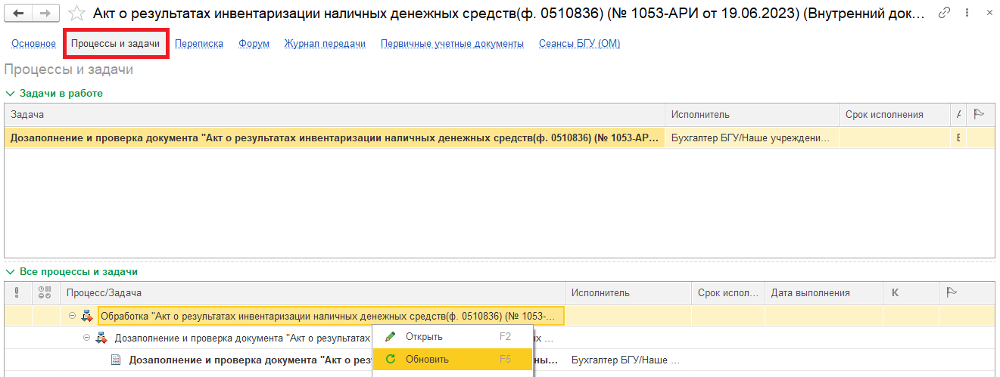 Акт о результатах инвентаризации наличных денежных средств(ф. 0510836) (№ 1053-АРИ от 19.06.2023) (Внутренний док...
Основное Процессы и задачи Переписка Форум Журнал передачи Первичные учетные документы Сеансы БГУ (ОМ)
Процессы и задачи
Задачи в работе
Задача Исполнитель Срок исполнения
Дозаполнение и проверка документа "Акт о результатах инвентаризации наличных денежных средств(ф. 0510836) (№ 1053-АР... Бухгалтер БГУ/Наше учреждени...
Все процессы и задачи
Процесс/Задача Исполнитель Срок испол... Дата выполнения К
Обработка "Акт о результатах инвентаризации наличных денежных средств(ф. 0510836) (№ 1053-...
Дозаполнение и проверка документа "Акт о результатах
Открыть F2
Дозаполнение и проверка документа "Акт о рез Бухгалтер БГУ/Наше ...
Обновить F5